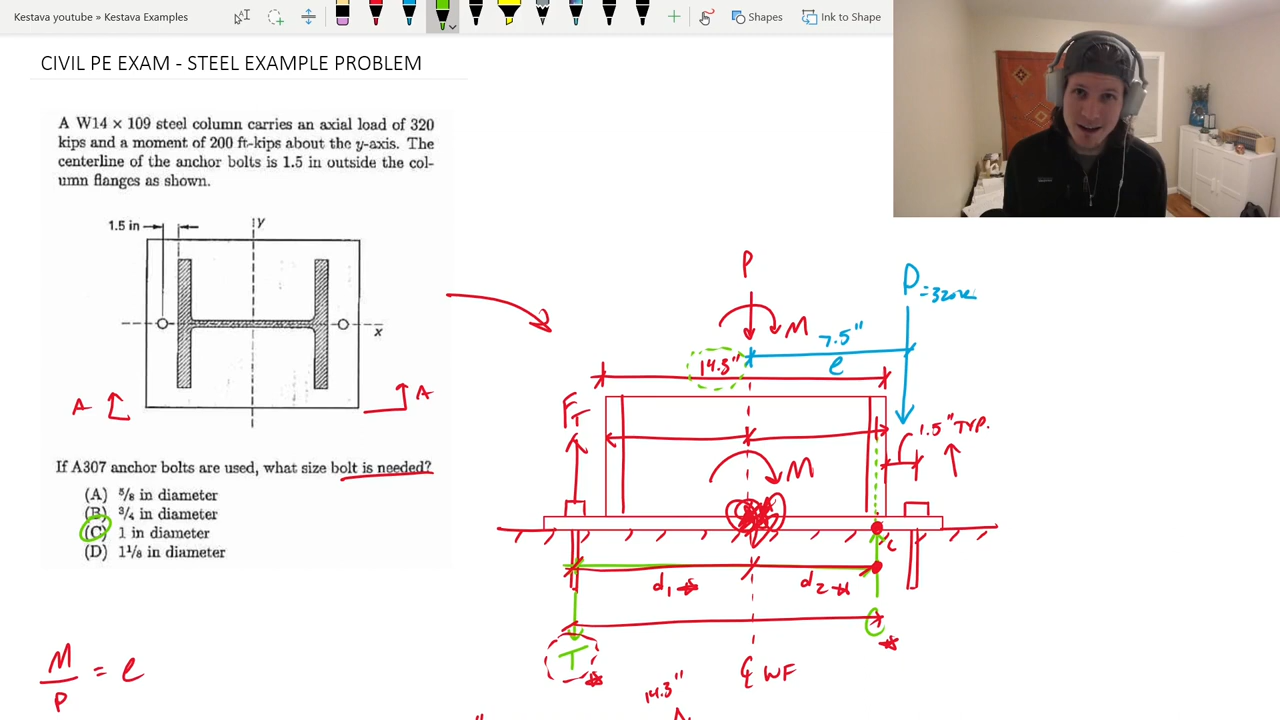 Kestava youtube » Kestava Examples
Shapes
Ink to Shape
CIVIL PE EXAM - STEEL EXAMPLE PROBLEM
A W14 × 109 steel column carries an axial load of 320
kips and a moment of 200 ft-kips about the y-axis. The
centerline of the anchor bolts is 1.5 in outside the col-
umn flanges as shown.
1.5 in
y
x
A
A
If A307 anchor bolts are used, what size bolt is needed?
(A) 5/8 in diameter
(B) 3/4 in diameter
(C) 1 in diameter
(D) 1 1/8 in diameter
M/P = e
P
M
P =320k
7.5"
e
14.3"
FT
1.5" TYP.
M
C
d1
d2
T
C
℄ WF
14.3"
"